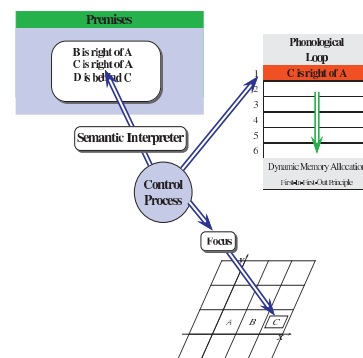 Premises
B is right of A
C is right of A
D is behind C
Semantic Interpreter
Control
Process
Phonological
Loop
1 C is right of A
2
3
4
5
6
Dynamic Memory Allocation
First-In-First-Out Principle
Focus
Y
A B C
X